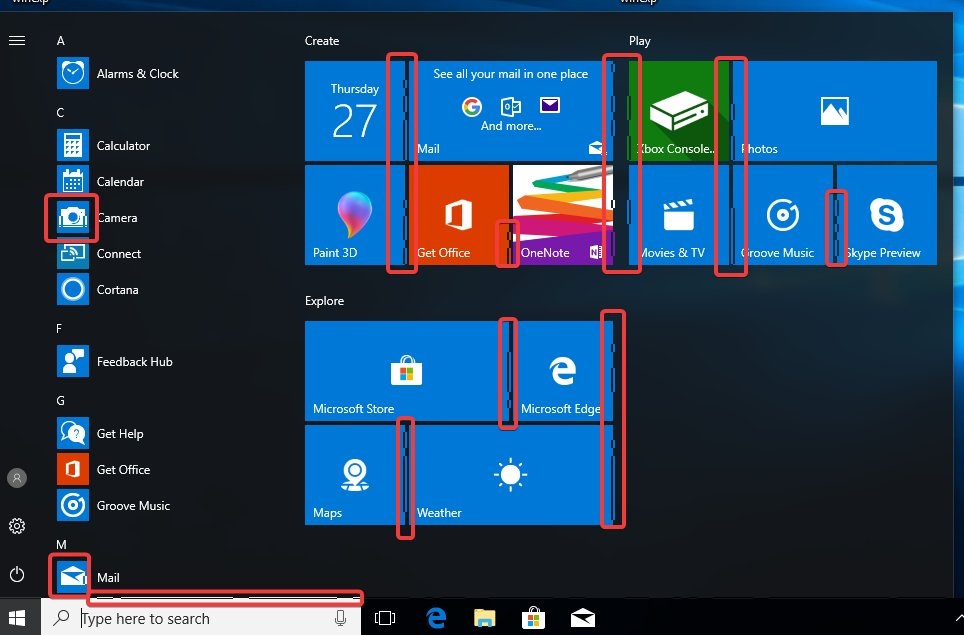 A
Alarms & Clock
C
Calculator
Calendar
Camera
Connect
Cortana
F
Feedback Hub
G
Get Help
Get Office
Groove Music
M
Mail
Create
Thursday
27
See all your mail in one place
And more...
Mail
Paint 3D
Get Office
OneNote
Play
Xbox Console...
Photos
Movies & TV
Groove Music
Skype Preview
Explore
Microsoft Store
Microsoft Edge
Maps
Weather
Type here to search